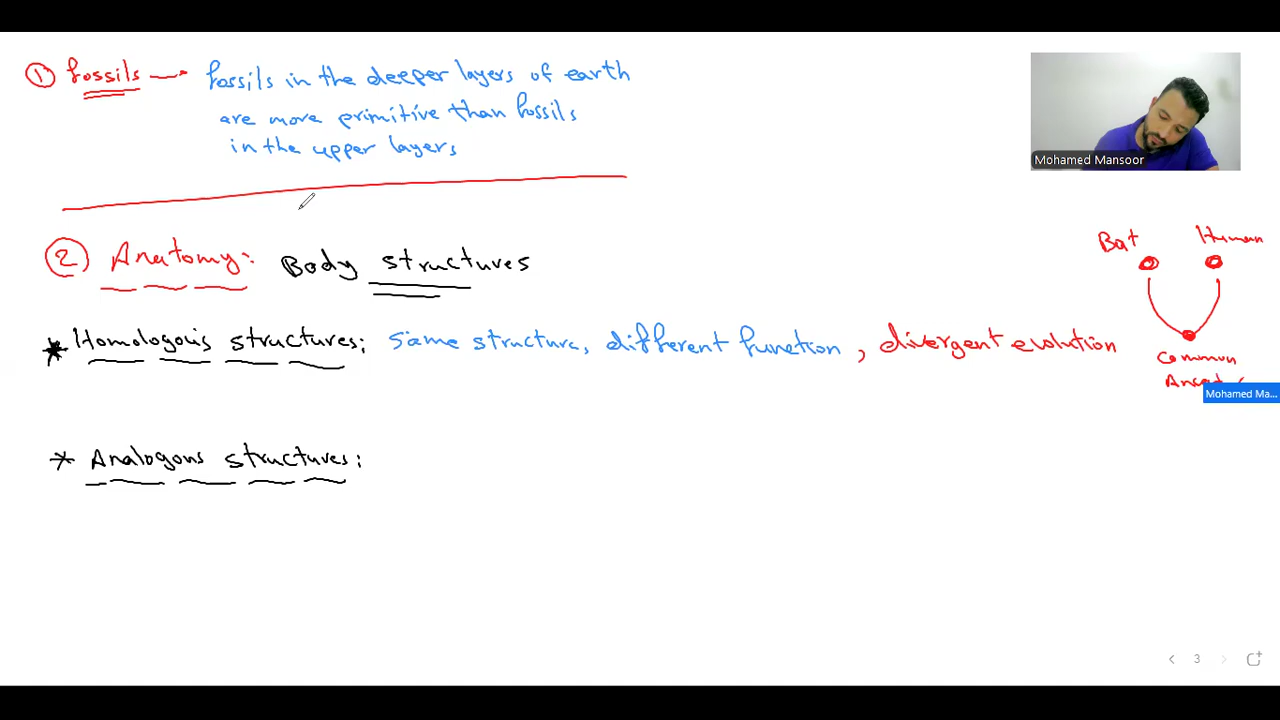 ① Fossils → Fossils in the deeper layers of earth
are more primitive than fossils
in the upper layers
Mohamed Mansoor
② Anatomy: Body structures
Bat Human
* Homologous structures: same structure, different function, divergent evolution
Common
Mohamed Ma...
* Analogous structures:
3